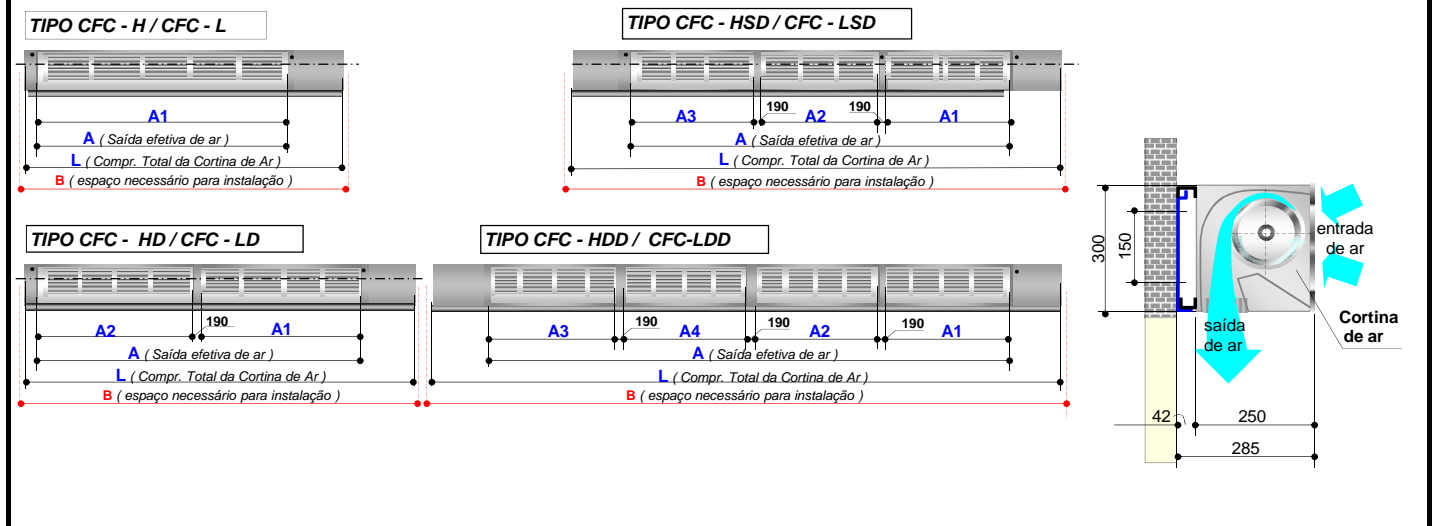 TIPO CFC - H / CFC - L
A1
A ( Saída efetiva de ar )
L ( Compr. Total da Cortina de Ar )
B ( espaço necessário para instalação )
TIPO CFC - HSD / CFC - LSD
190 190
A3 A2 A1
A ( Saída efetiva de ar )
L ( Compr. Total da Cortina de Ar )
B ( espaço necessário para instalação )
TIPO CFC - HD / CFC - LD
190
A2 A1
A ( Saída efetiva de ar )
L ( Compr. Total da Cortina de Ar )
B ( espaço necessário para instalação )
TIPO CFC - HDD / CFC-LDD
190 190 190
A3 A4 A2 A1
A ( Saída efetiva de ar )
L ( Compr. Total da Cortina de Ar )
B ( espaço necessário para instalação )
300
150
entrada
de ar
saída
de ar
Cortina
de ar
42 250
285